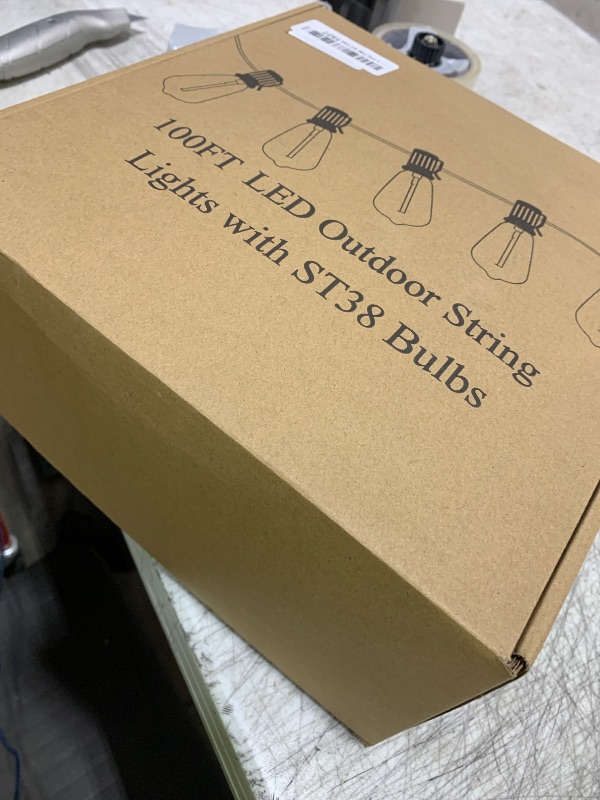 100FT LED Outdoor String
Lights with ST38 Bulbs